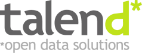 talend*
•open data solutions